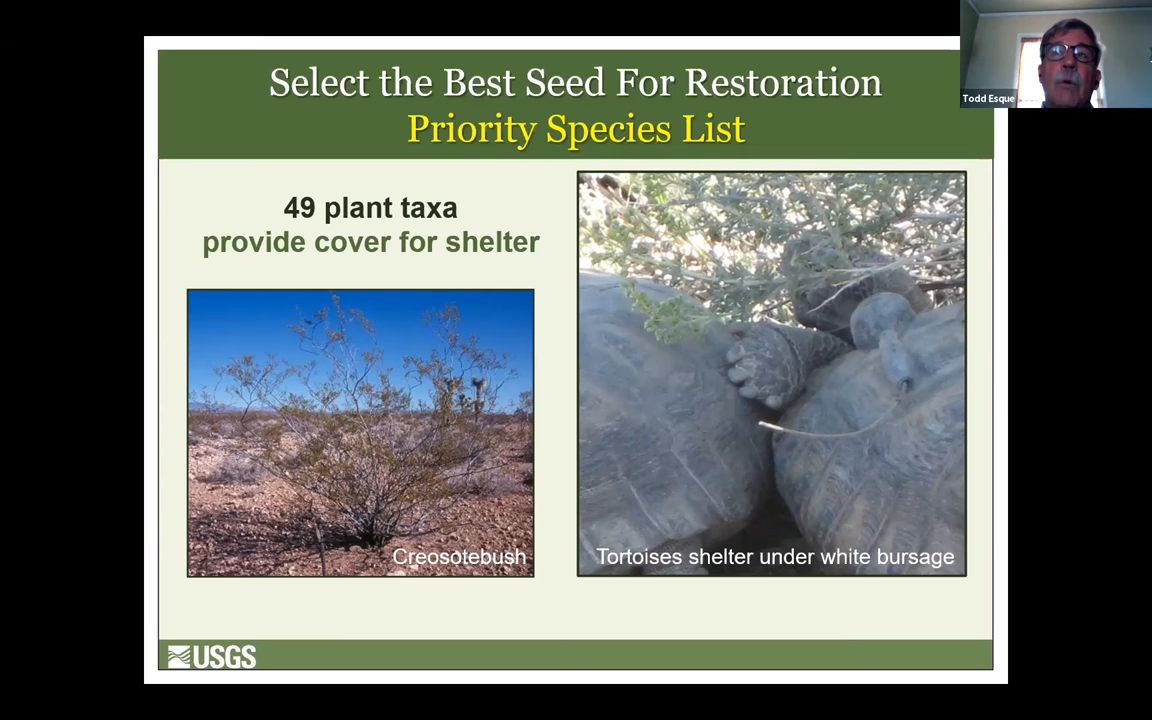 Select the Best Seed For Restoration
Priority Species List
Todd Esque
49 plant taxa
provide cover for shelter
Creosotebush
Tortoises shelter under white bursage
USGS